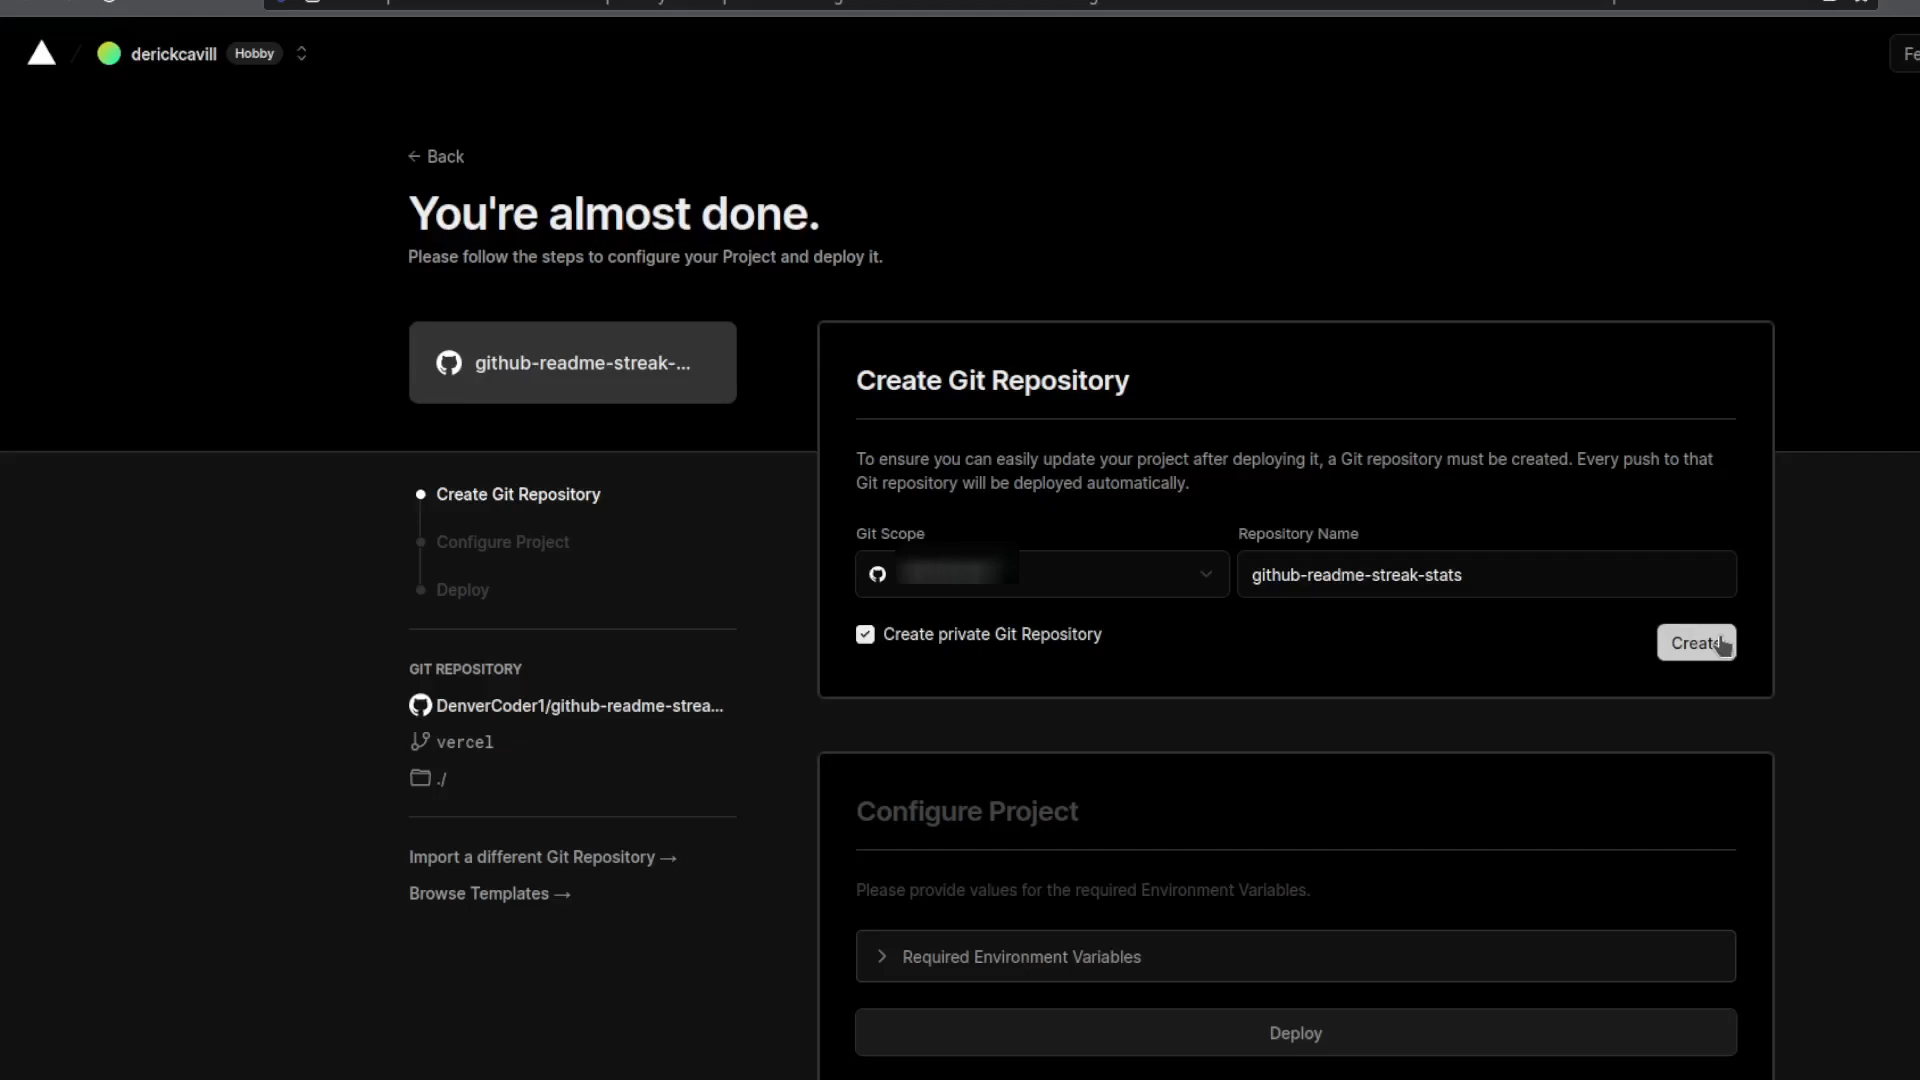 derickcavill Hobby
← Back
You're almost done.
Please follow the steps to configure your Project and deploy it.
github-readme-streak-...
Create Git Repository
Configure Project
Deploy
GIT REPOSITORY
DenverCoder1/github-readme-strea...
vercel
./
Import a different Git Repository →
Browse Templates →
Create Git Repository
To ensure you can easily update your project after deploying it, a Git repository must be created. Every push to that
Git repository will be deployed automatically.
Git Scope
Repository Name
github-readme-streak-stats
Create private Git Repository
Create
Configure Project
Please provide values for the required Environment Variables.
Required Environment Variables
Deploy